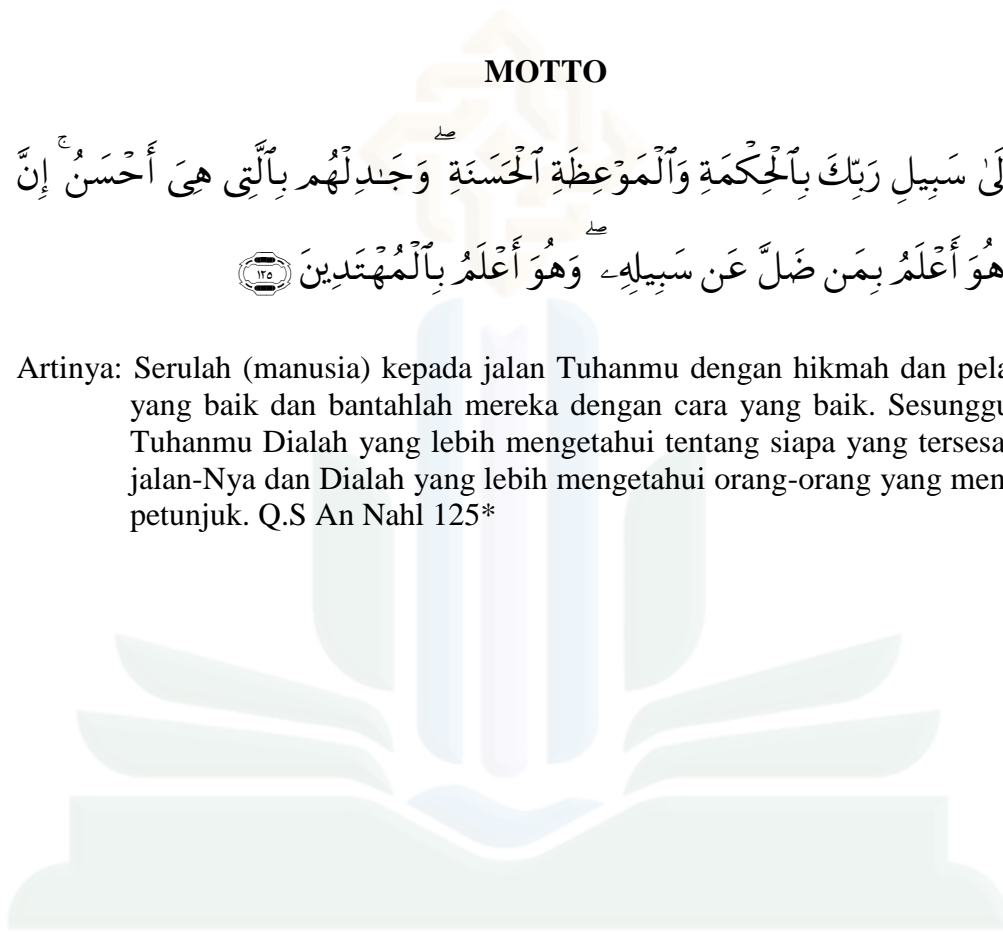 MOTTO
لَىٰ سَبِيلِ رَبِّكَ بِٱلْحِكْمَةِ وَٱلْمَوْعِظَةِ ٱلْحَسَنَةِ ۖ وَجَـٰدِلْهُم بِٱلَّتِى هِىَ أَحْسَنُ ۚ إِنَّ
هُوَ أَعْلَمُ بِمَن ضَلَّ عَن سَبِيلِهِۦ ۖ وَهُوَ أَعْلَمُ بِٱلْمُهْتَدِينَ ١٢٥
Artinya: Serulah (manusia) kepada jalan Tuhanmu dengan hikmah dan pela
yang baik dan bantahlah mereka dengan cara yang baik. Sesunggu
Tuhanmu Dialah yang lebih mengetahui tentang siapa yang tersesa
jalan-Nya dan Dialah yang lebih mengetahui orang-orang yang men
petunjuk. Q.S An Nahl 125*